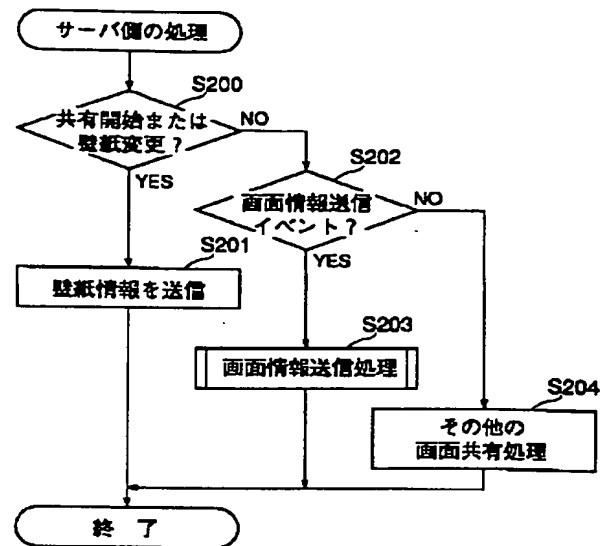 サーバ側の処理
S200
共有開始または
壁紙変更？
NO
YES
S202
画面情報送信
イベント？
NO
YES
S201
壁紙情報を送信
S203
画面情報送信処理
S204
その他の
画面共有処理
終 了